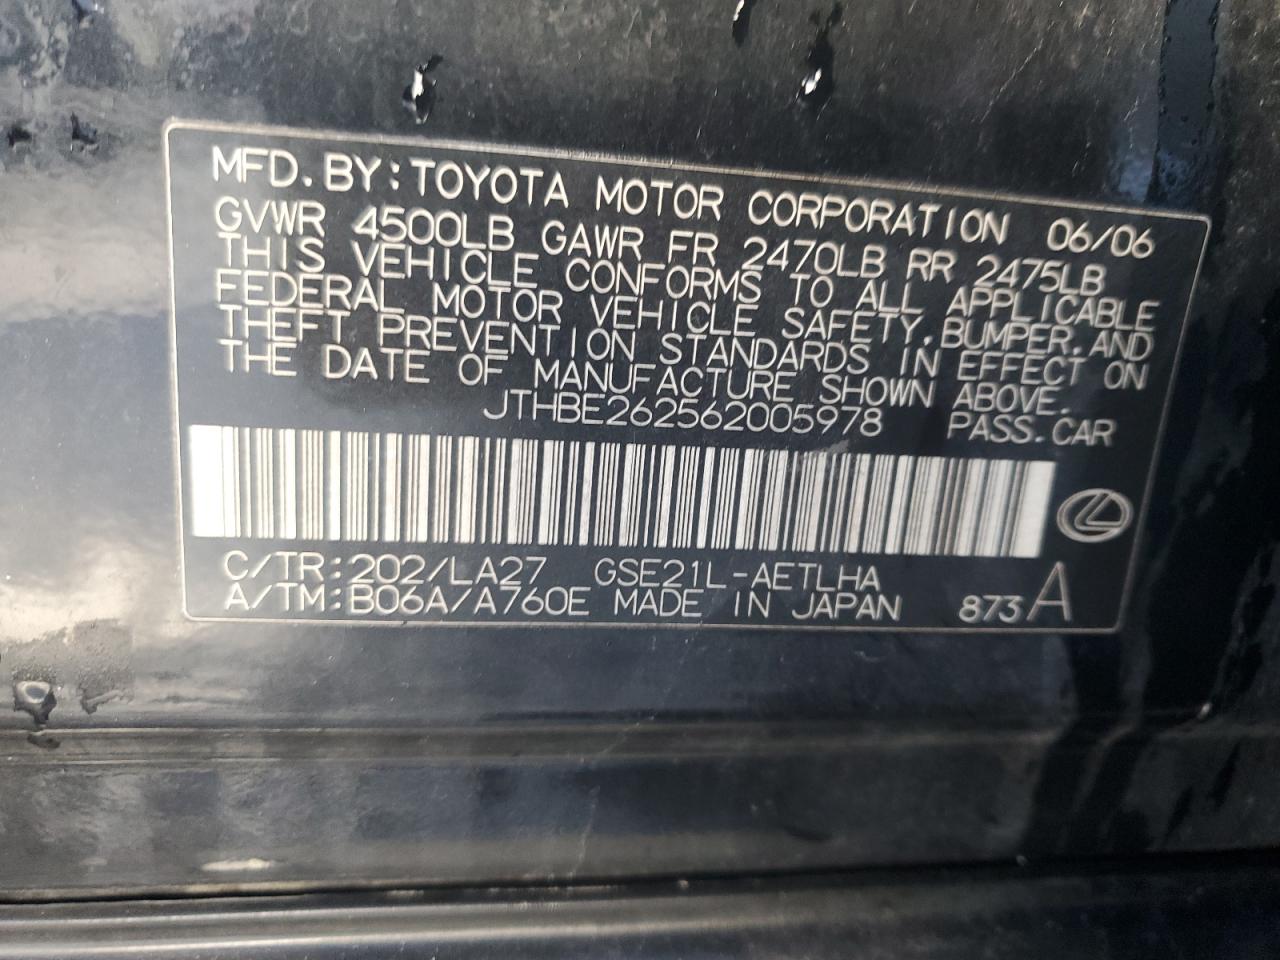 MFD. BY: TOYOTA MOTOR CORPORATION 06/06
GVWR 4500LB GAWR FR 2470LB RR 2475LB
THIS VEHICLE CONFORMS TO ALL APPLICABLE
FEDERAL MOTOR VEHICLE SAFETY, BUMPER, AND
THEFT PREVENTION STANDARDS IN EFFECT ON
THE DATE OF MANUFACTURE SHOWN ABOVE.
JTHBE262562005978 PASS. CAR
C/TR: 202/LA27 GSE21L-AETLHA
A/TM: B06A/A760E MADE IN JAPAN 873 A